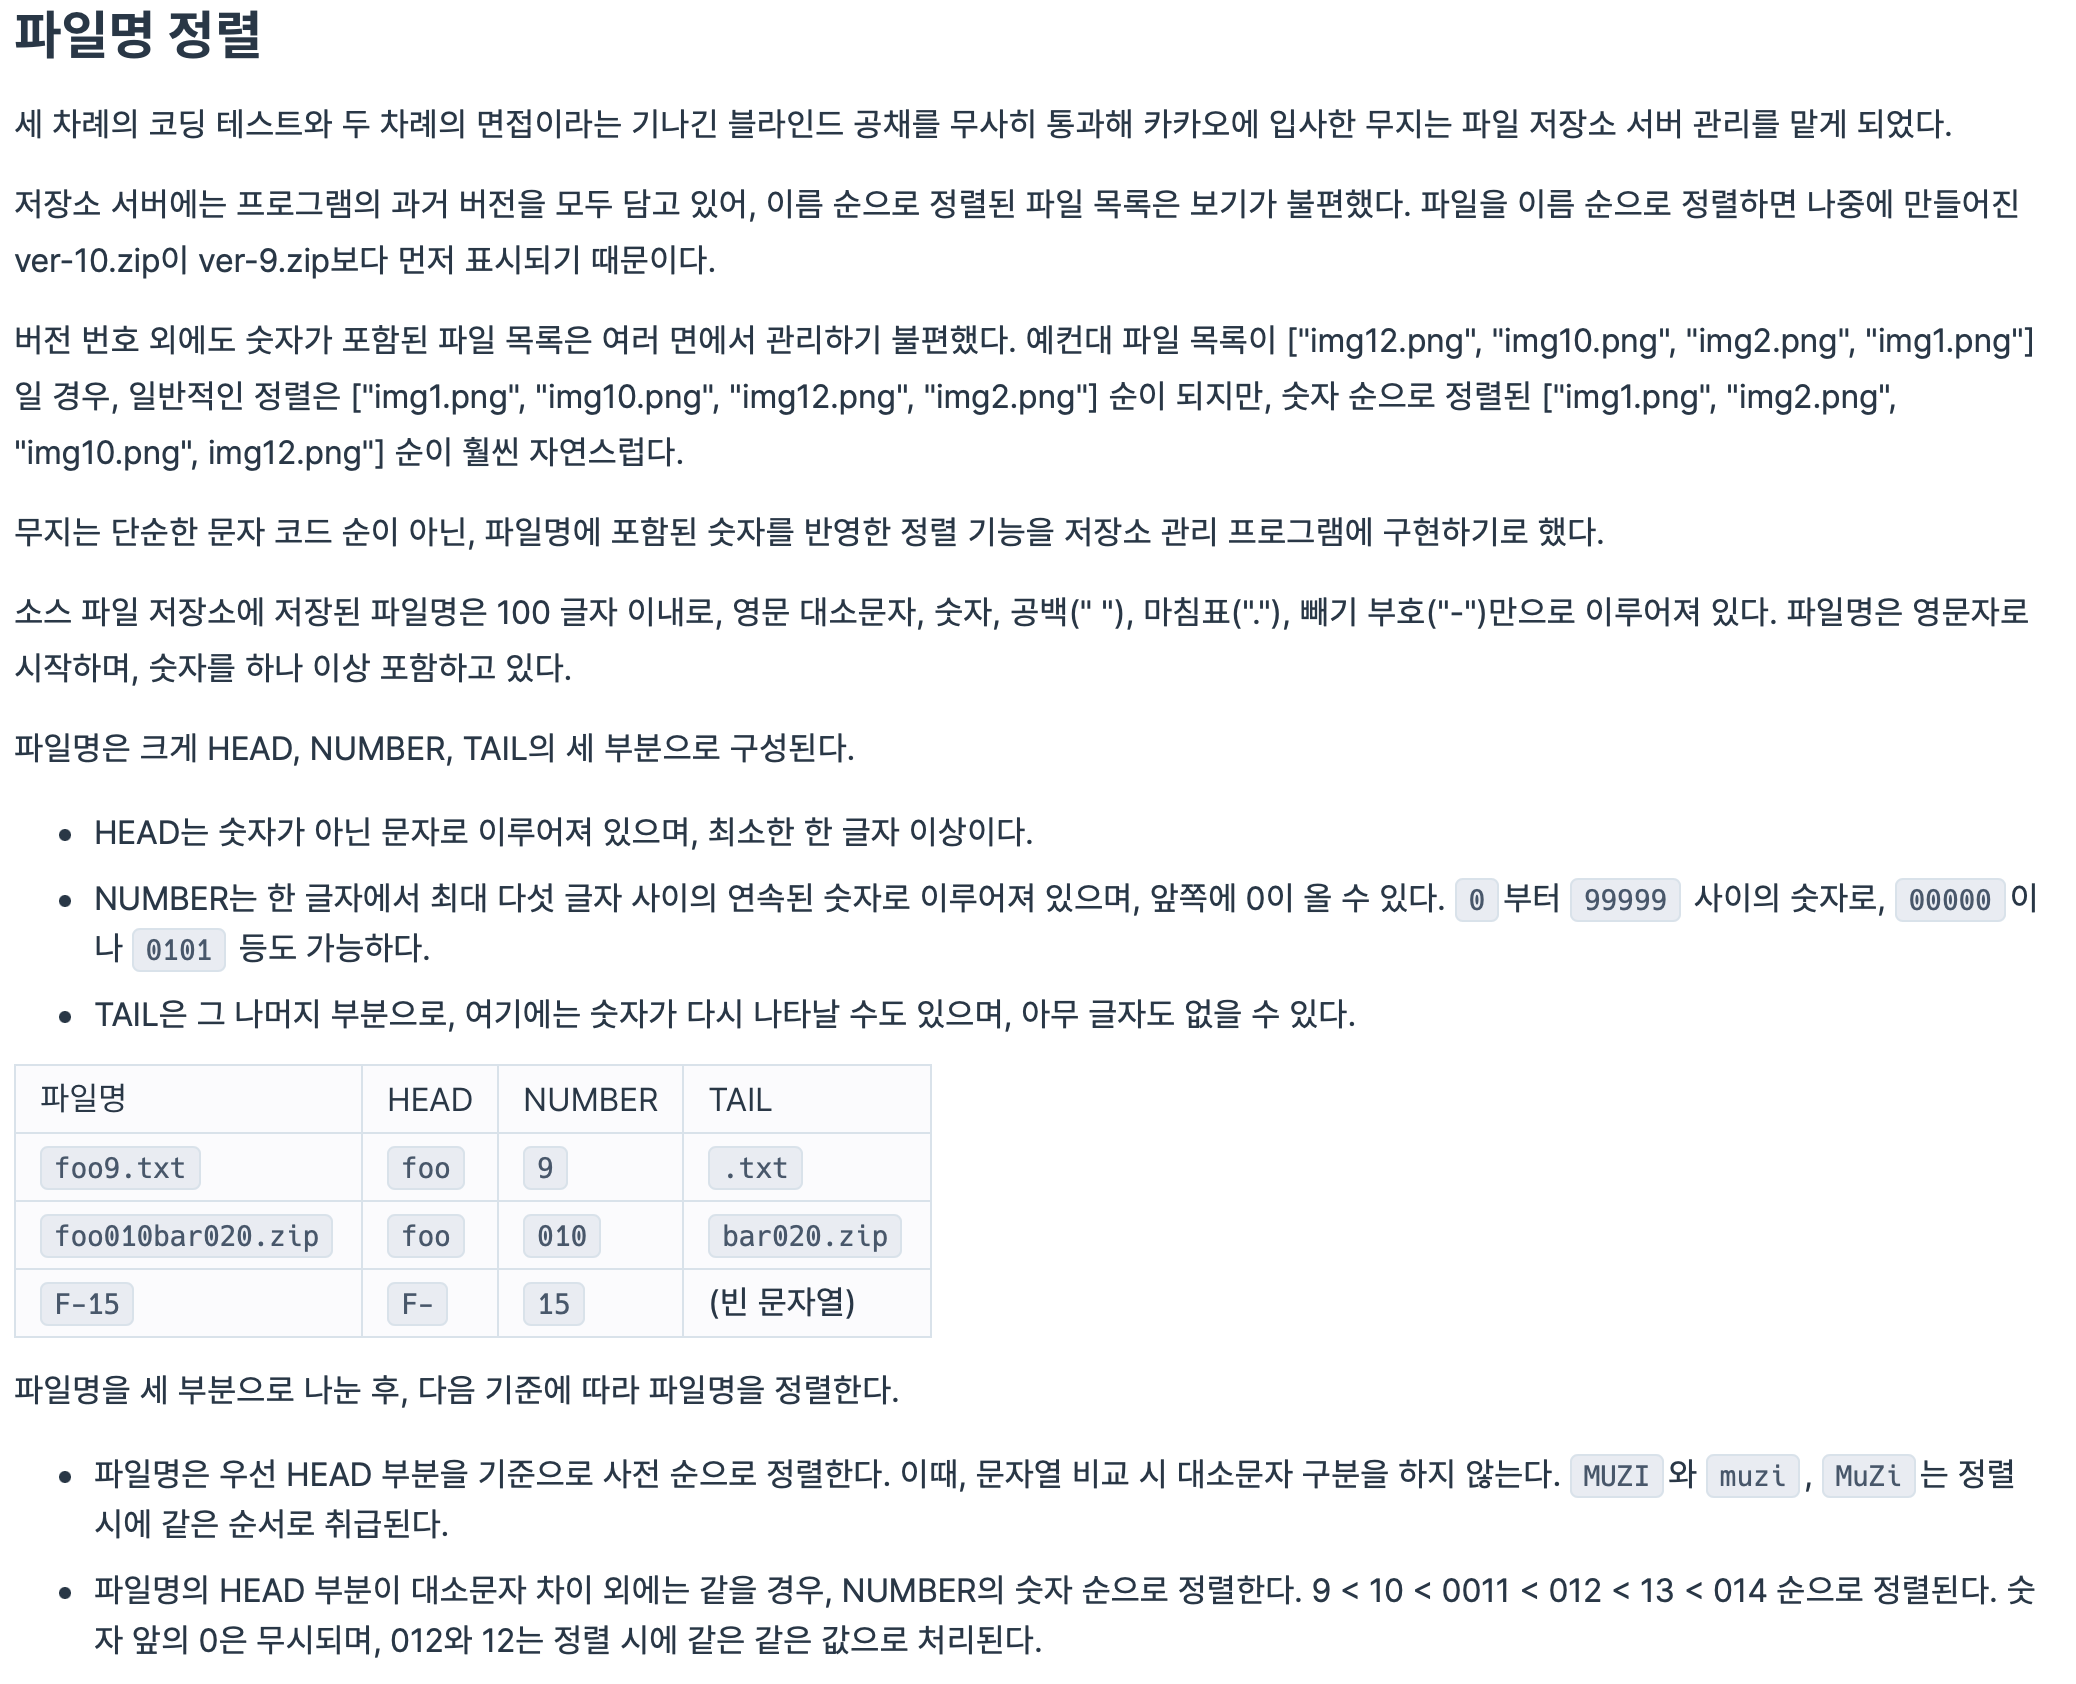 파일명 정렬
세 차례의 코딩 테스트와 두 차례의 면접이라는 기나긴 블라인드 공채를 무사히 통과해 카카오에 입사한 무지는 파일 저장소 서버 관리를 맡게 되었다.
저장소 서버에는 프로그램의 과거 버전을 모두 담고 있어, 이름 순으로 정렬된 파일 목록은 보기가 불편했다. 파일을 이름 순으로 정렬하면 나중에 만들어진
ver-10.zip이 ver-9.zip보다 먼저 표시되기 때문이다.
버전 번호 외에도 숫자가 포함된 파일 목록은 여러 면에서 관리하기 불편했다. 예컨대 파일 목록이 ["img12.png", "img10.png", "img2.png", "img1.png"]
일 경우, 일반적인 정렬은 ["img1.png", "img10.png", "img12.png", "img2.png"] 순이 되지만, 숫자 순으로 정렬된 ["img1.png", "img2.png",
"img10.png", img12.png"] 순이 훨씬 자연스럽다.
무지는 단순한 문자 코드 순이 아닌, 파일명에 포함된 숫자를 반영한 정렬 기능을 저장소 관리 프로그램에 구현하기로 했다.
소스 파일 저장소에 저장된 파일명은 100 글자 이내로, 영문 대소문자, 숫자, 공백(" "), 마침표("."), 빼기 부호("-")만으로 이루어져 있다. 파일명은 영문자로
시작하며, 숫자를 하나 이상 포함하고 있다.
파일명은 크게 HEAD, NUMBER, TAIL의 세 부분으로 구성된다.
• HEAD는 숫자가 아닌 문자로 이루어져 있으며, 최소한 한 글자 이상이다.
• NUMBER는 한 글자에서 최대 다섯 글자 사이의 연속된 숫자로 이루어져 있으며, 앞쪽에 0이 올 수 있다. 0부터 99999 사이의 숫자로, 00000이
나 0101 등도 가능하다.
• TAIL은 그 나머지 부분으로, 여기에는 숫자가 다시 나타날 수도 있으며, 아무 글자도 없을 수 있다.
파일명 HEAD NUMBER TAIL
foo9.txt foo 9 .txt
foo010bar020.zip foo 010 bar020.zip
F-15 F- 15 (빈 문자열)
파일명을 세 부분으로 나눈 후, 다음 기준에 따라 파일명을 정렬한다.
• 파일명은 우선 HEAD 부분을 기준으로 사전 순으로 정렬한다. 이때, 문자열 비교 시 대소문자 구분을 하지 않는다. MUZI와 muzi, MuZi는 정렬
시에 같은 순서로 취급된다.
• 파일명의 HEAD 부분이 대소문자 차이 외에는 같을 경우, NUMBER의 숫자 순으로 정렬한다. 9 < 10 < 0011 < 012 < 13 < 014 순으로 정렬된다. 숫
자 앞의 0은 무시되며, 012와 12는 정렬 시에 같은 같은 값으로 처리된다.